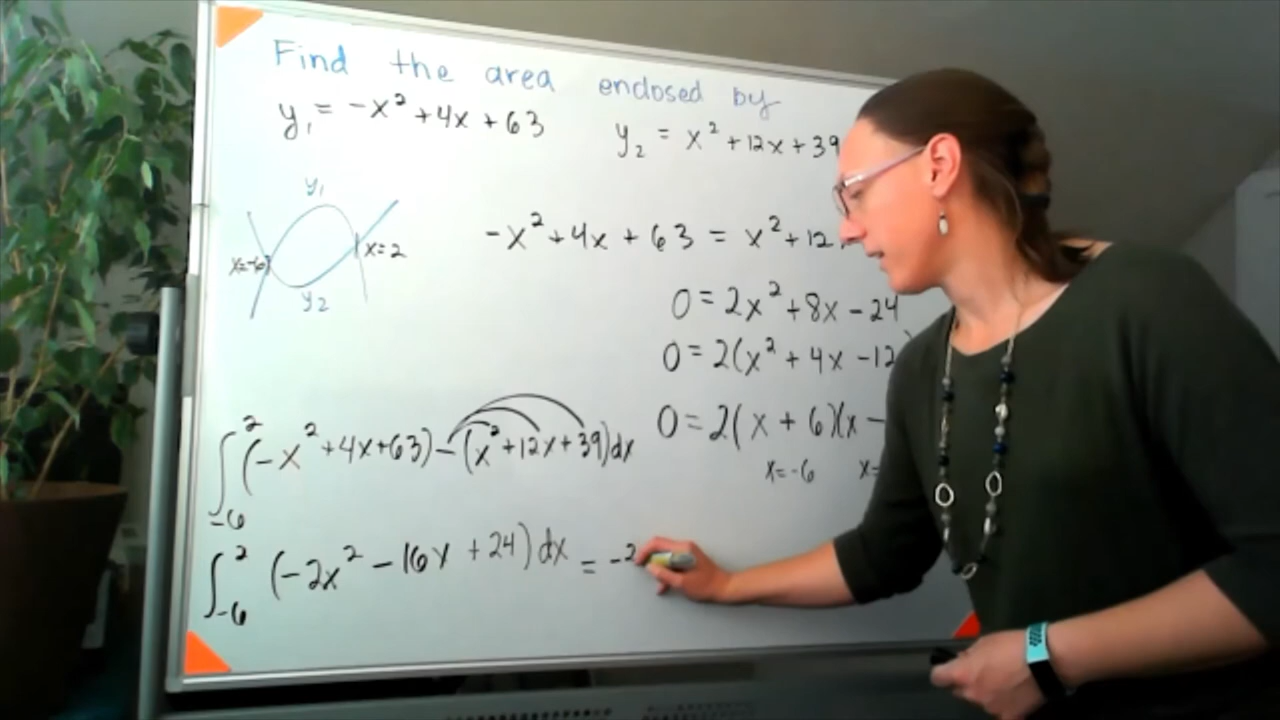 Find the area enclosed by
y₁ = -x² + 4x + 63
y₂ = x² + 12x + 39
y₁
x=-6
x=2
y₂
-x² + 4x + 63 = x² + 12
0 = 2x² + 8x - 24
0 = 2(x² + 4x - 12
0 = 2(x + 6)(x -
x=-6 x=
∫₋₆² (-x² + 4x + 63) - (x² + 12x + 39)dx
∫₋₆² (-2x² - 16x + 24) dx = -2